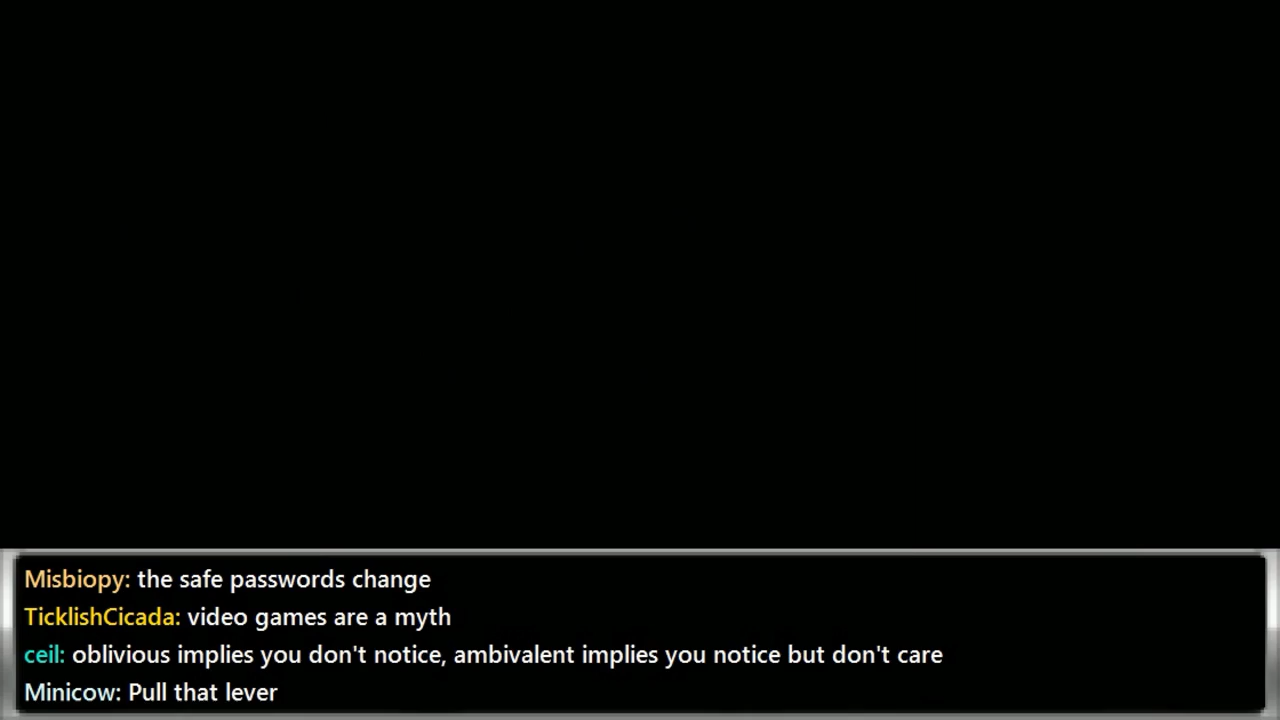 Misbiopy: the safe passwords change
TicklishCicada: video games are a myth
ceil: oblivious implies you don't notice, ambivalent implies you notice but don't care
Minicow: Pull that lever